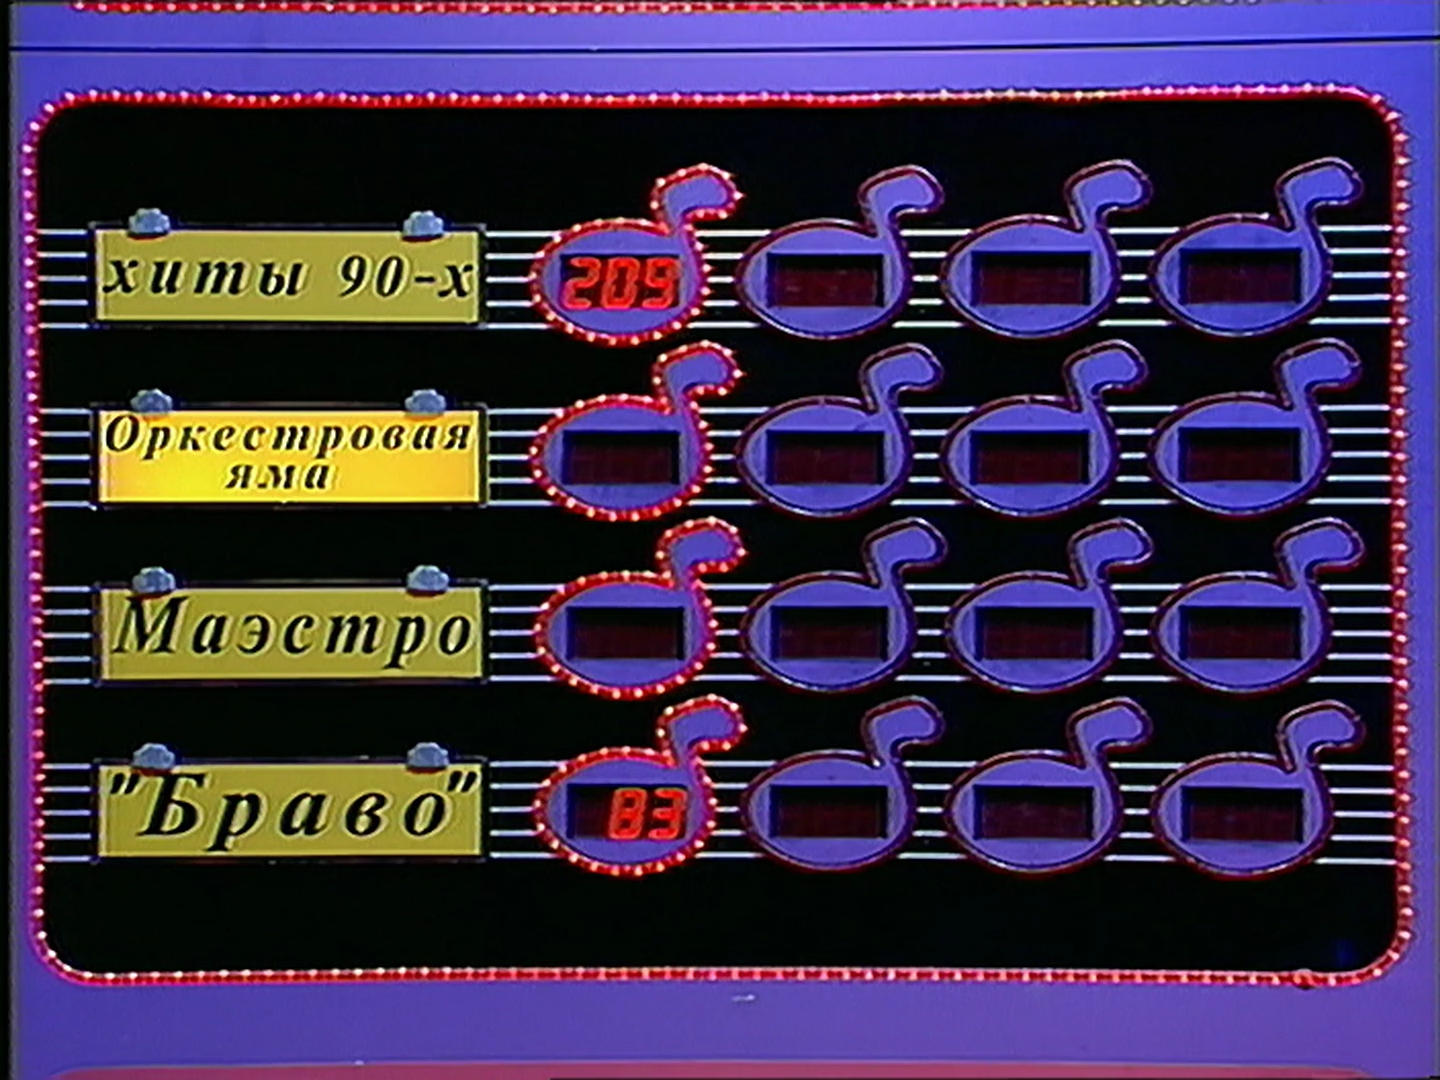 хиты 90-х
209
Оркестровая
яма
Маэстро
"Браво"
83